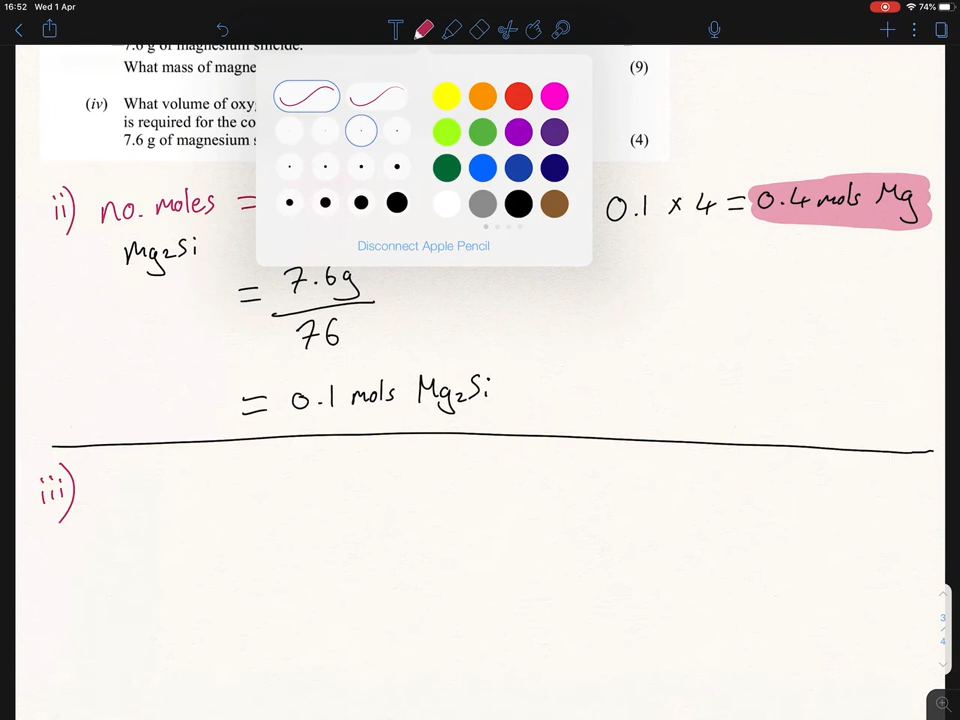 16:52 Wed 1 Apr
74%
7.6 g of magnesium silicide.
What mass of magne
(9)
(iv) What volume of oxy
is required for the co
7.6 g of magnesium s
(4)
Disconnect Apple Pencil
ii) no. moles =
Mg₂Si
0.1 × 4 = 0.4 mols Mg
= 7.6g
76
= 0.1 mols Mg₂Si
iii)
3
4